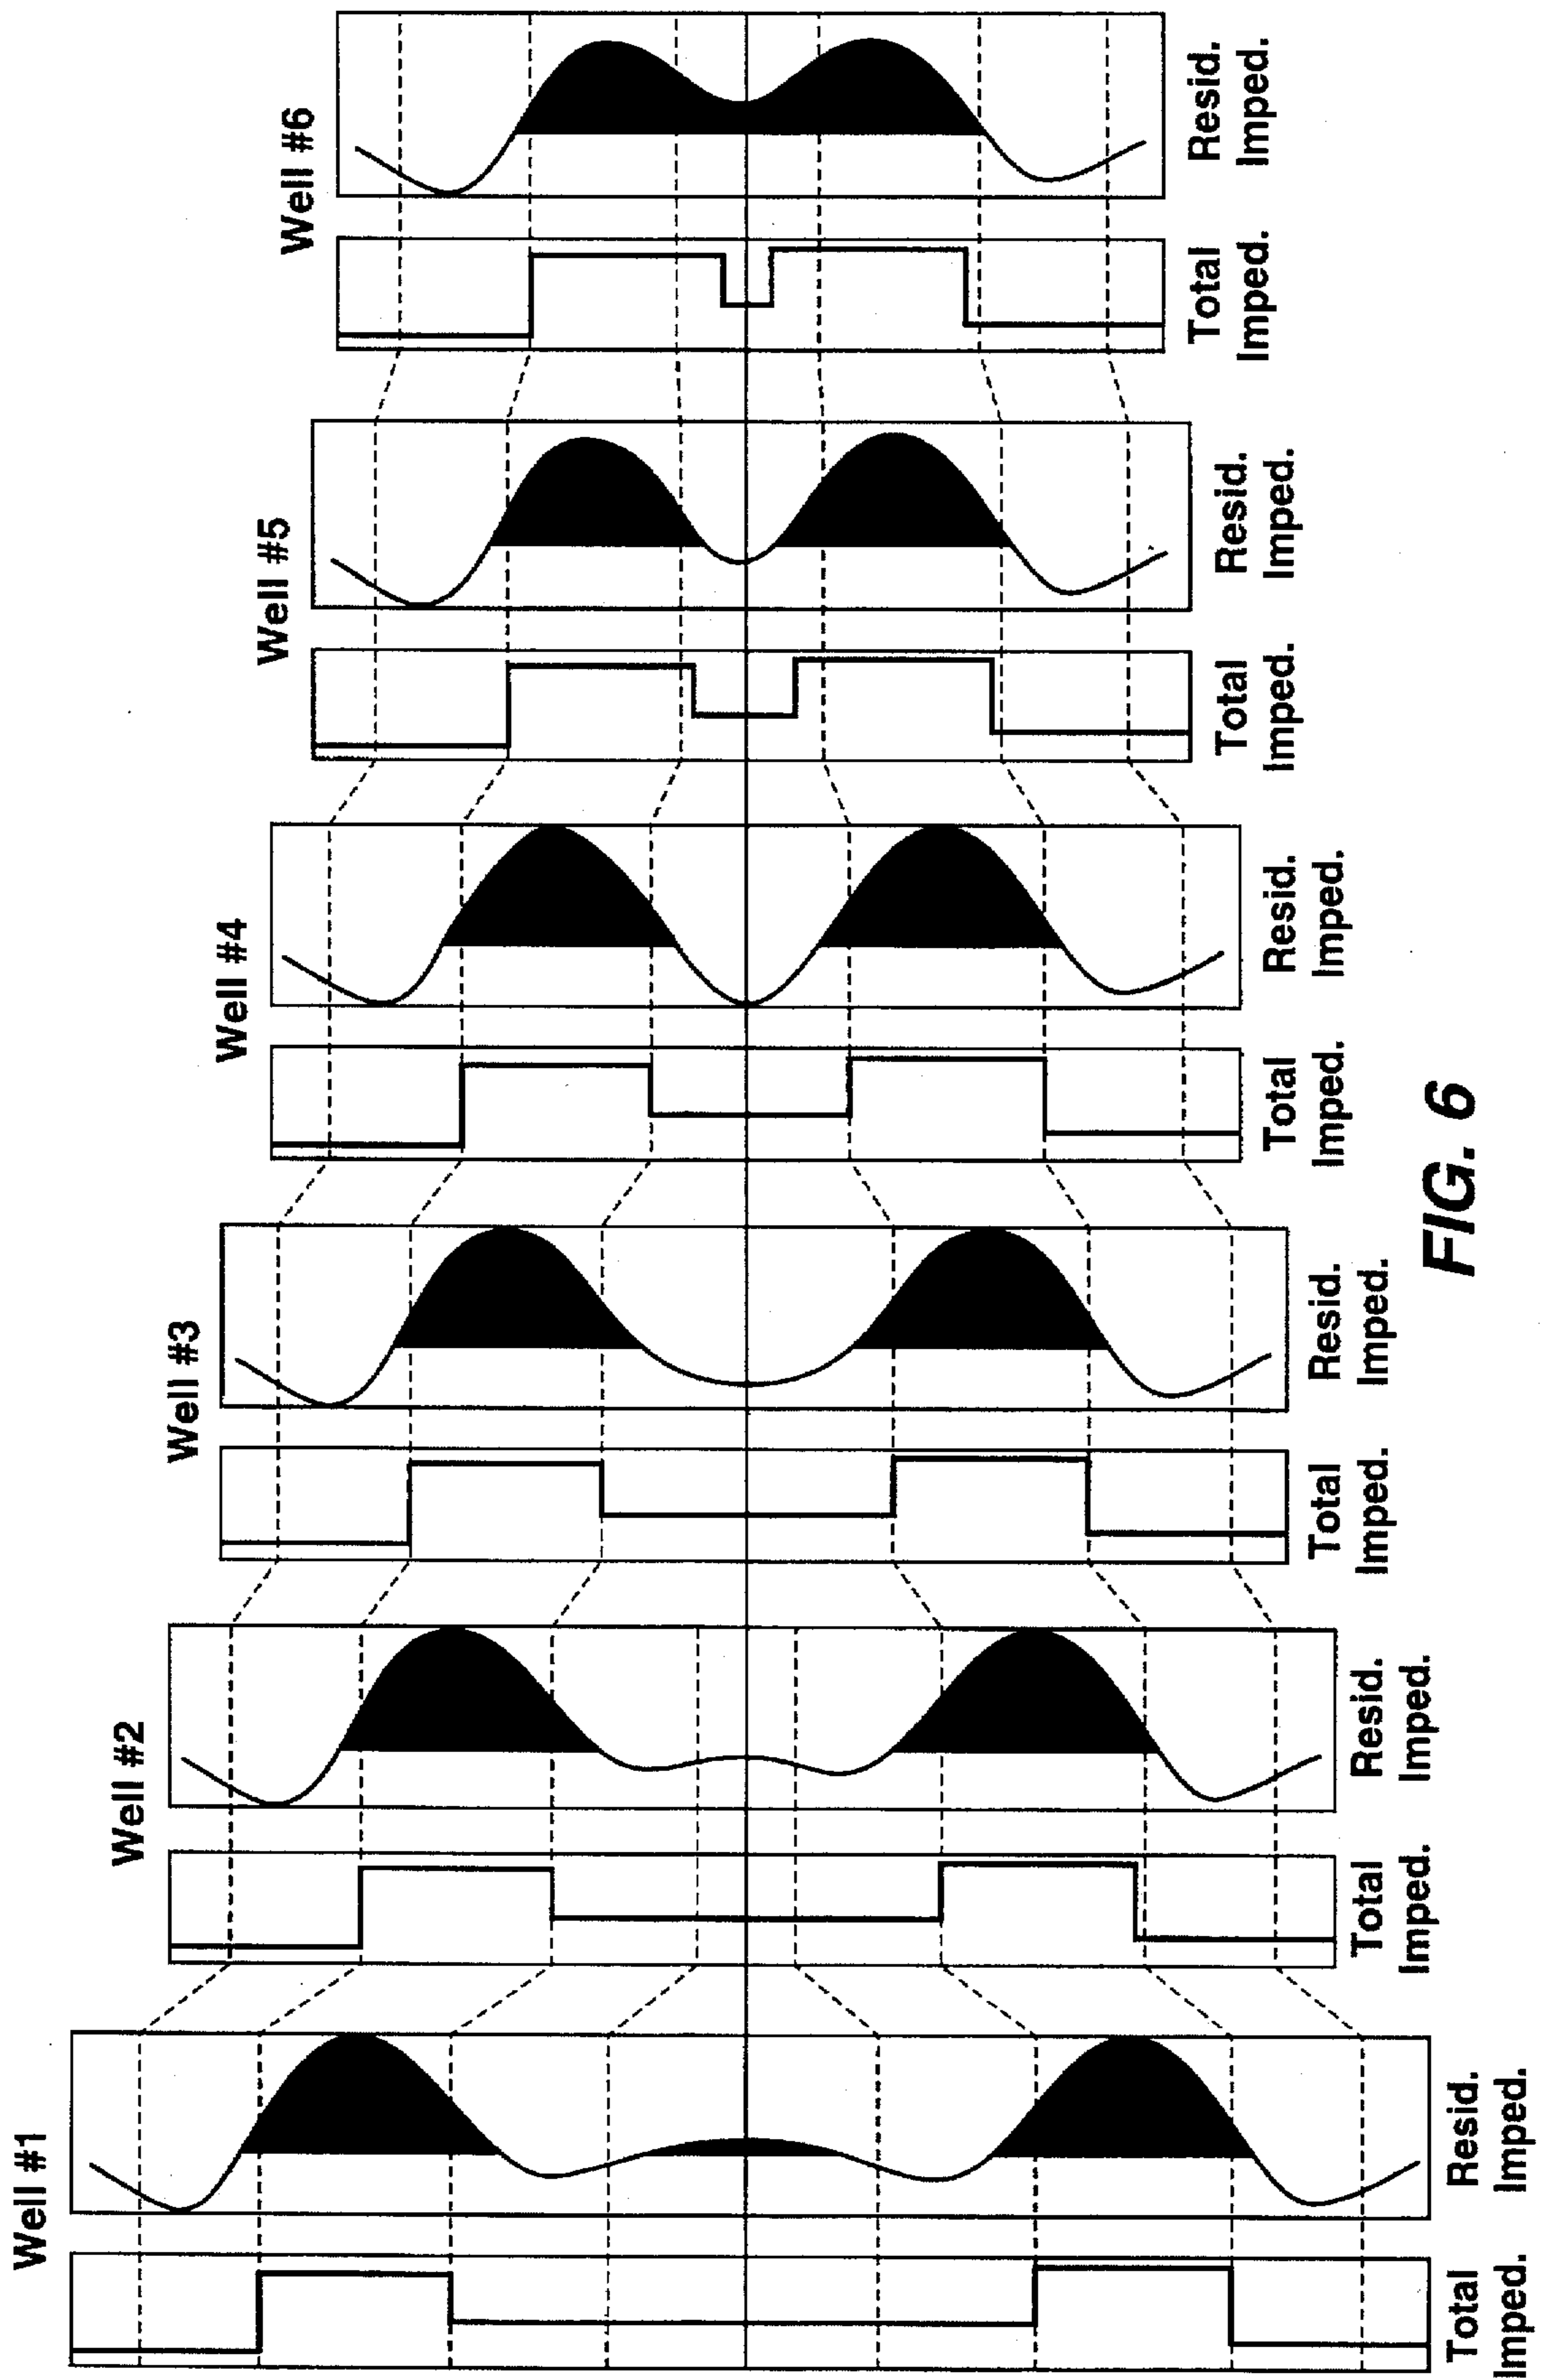 Well #1
Total
Imped.
Resid.
Imped.
Well #2
Total
Imped.
Resid.
Imped.
Well #3
Total
Imped.
Resid.
Imped.
Well #4
Total
Imped.
Resid.
Imped.
Well #5
Total
Imped.
Resid.
Imped.
Well #6
Total
Imped.
Resid.
Imped.
FIG. 6